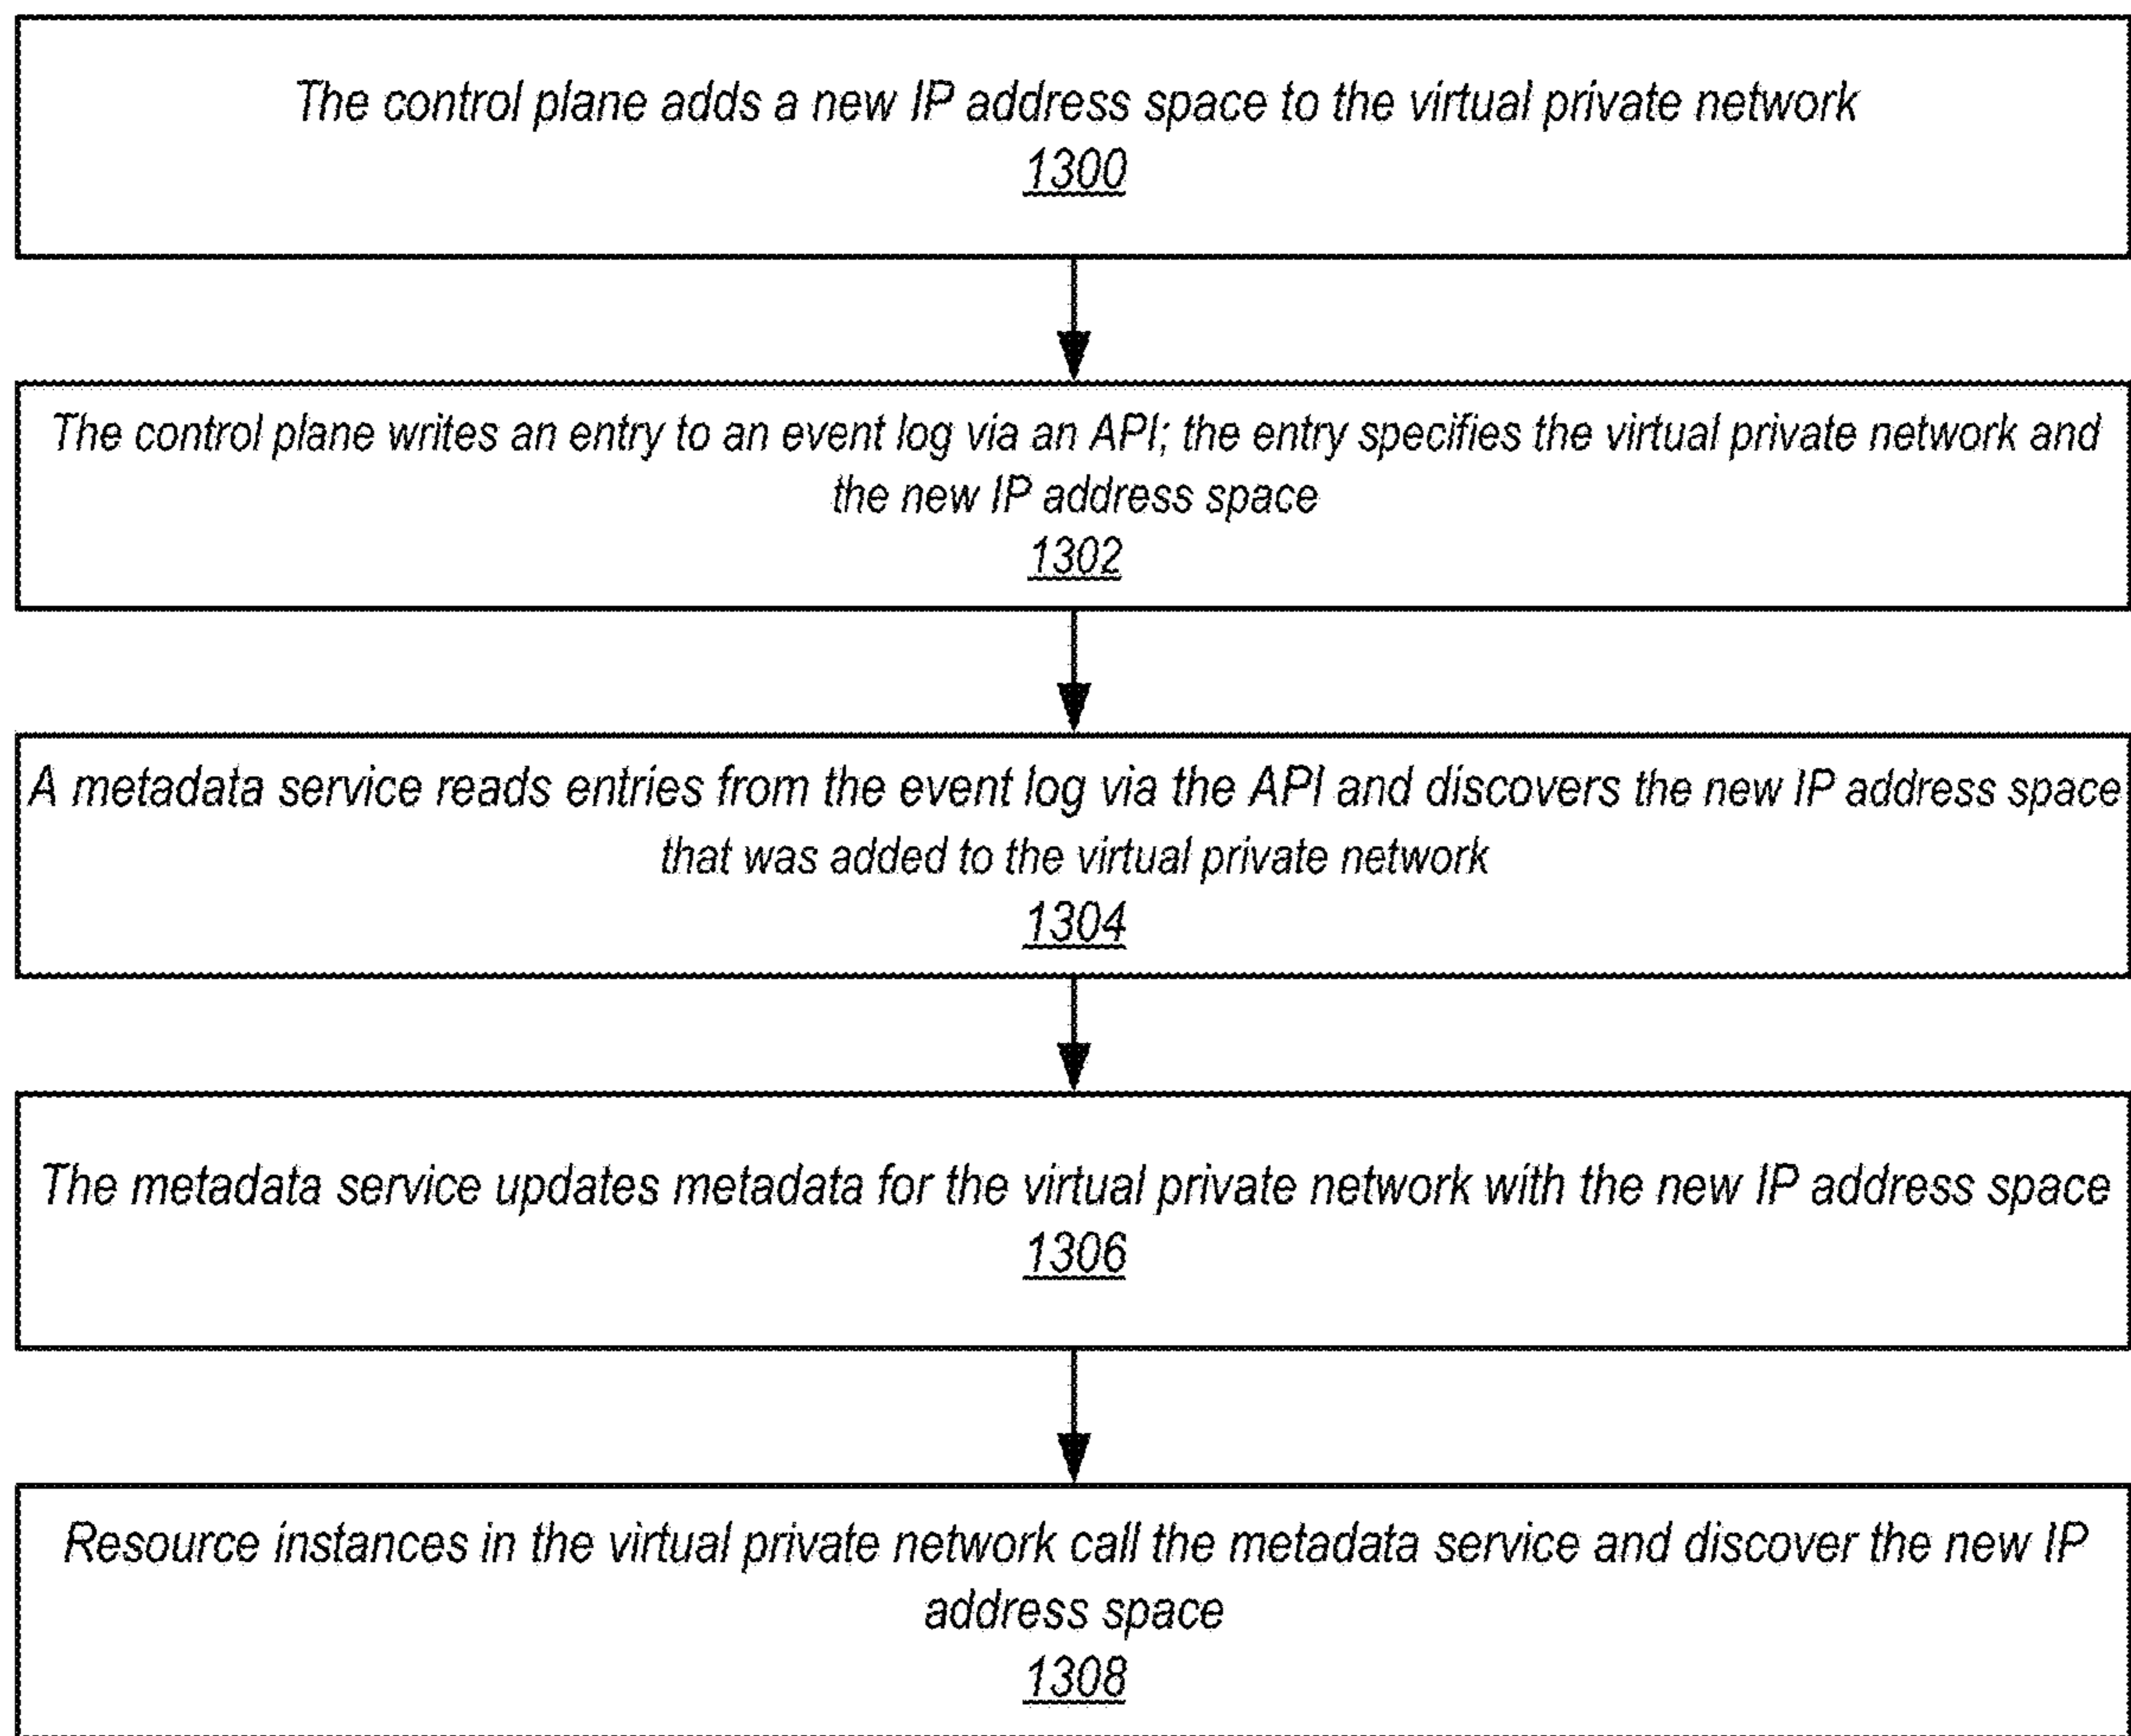 The control plane adds a new IP address space to the virtual private network
1300
The control plane writes an entry to an event log via an API; the entry specifies the virtual private network and
the new IP address space
1302
A metadata service reads entries from the event log via the API and discovers the new IP address space
that was added to the virtual private network
1304
The metadata service updates metadata for the virtual private network with the new IP address space
1306
Resource instances in the virtual private network call the metadata service and discover the new IP
address space
1308